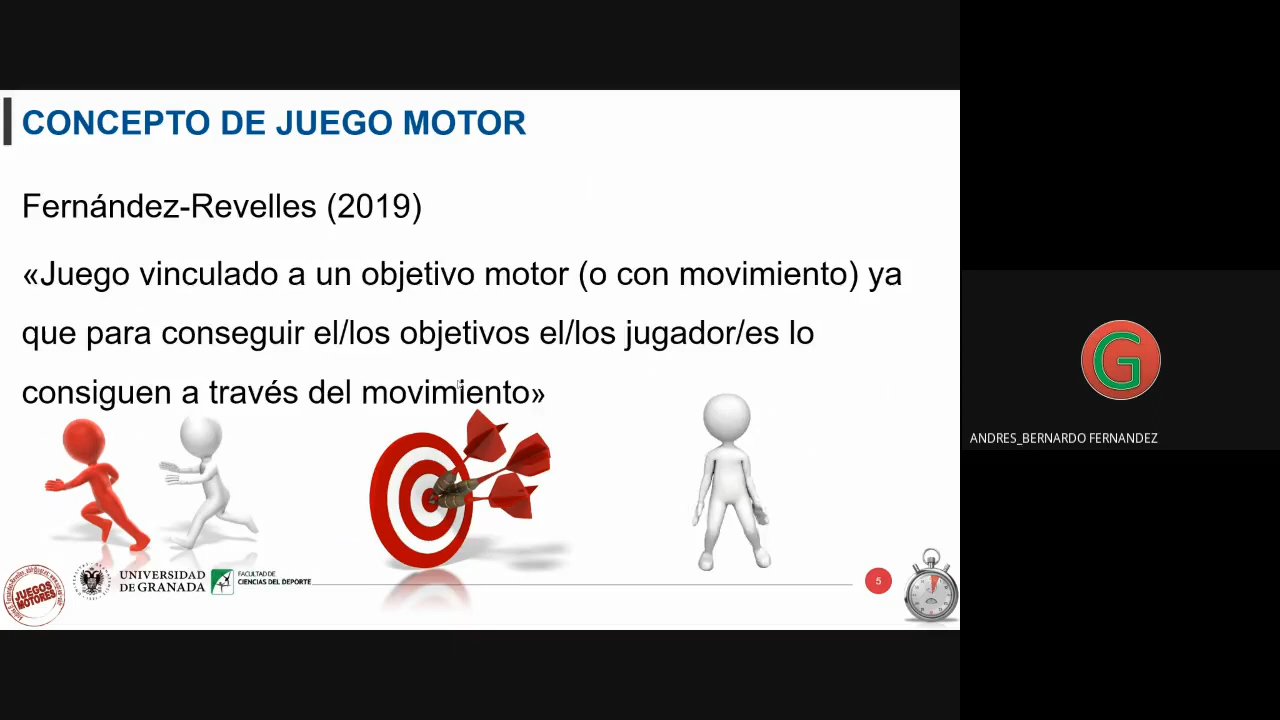 CONCEPTO DE JUEGO MOTOR
Fernández-Revelles (2019)
«Juego vinculado a un objetivo motor (o con movimiento) ya
que para conseguir el/los objetivos el/los jugador/es lo
consiguen a través del movimiento»
JUEGOS
MOTORES
UNIVERSIDAD
DE GRANADA
FACULTAD DE
CIENCIAS DEL DEPORTE
5
G
ANDRES_BERNARDO FERNANDEZ